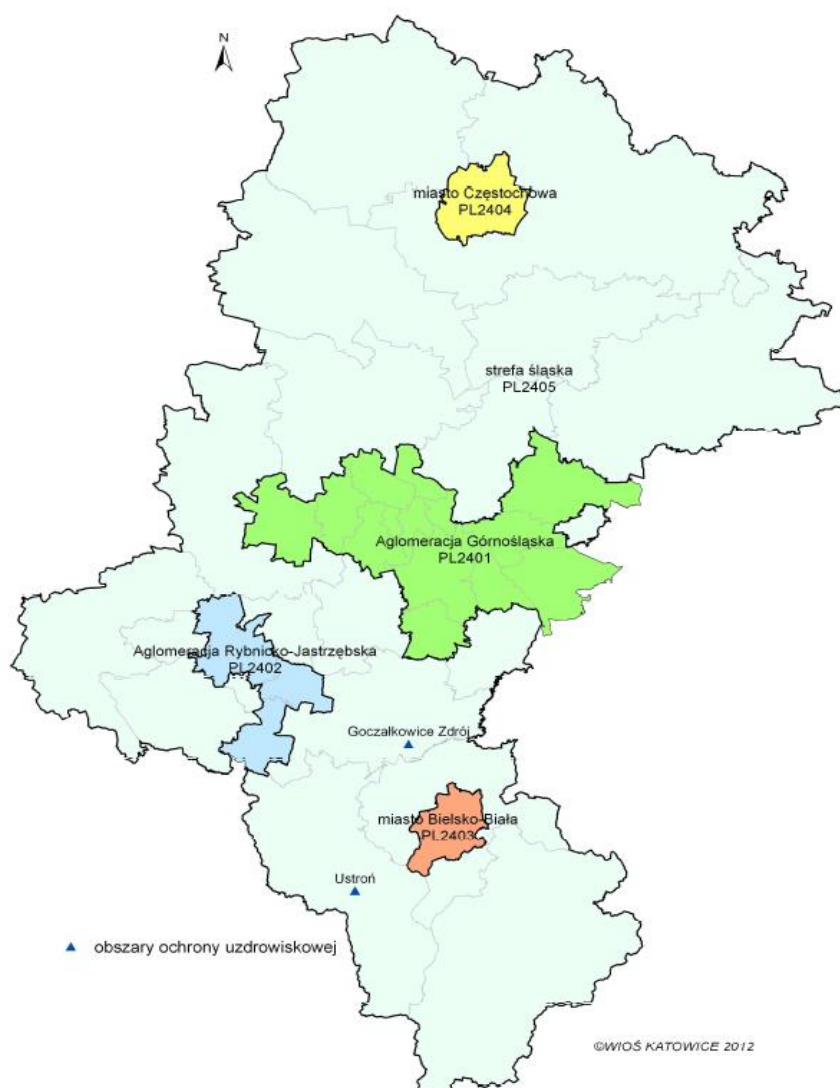 N
miasto Częstochowa
PL2404
strefa śląska
PL2405
Aglomeracja Górnośląska
PL2401
Aglomeracja Rybnicko-Jastrzębska
PL2402
Goczałkowice Zdrój
miasto Bielsko-Biała
PL2403
Ustroń
obszary ochrony uzdrowiskowej
©WIOŚ KATOWICE 2012